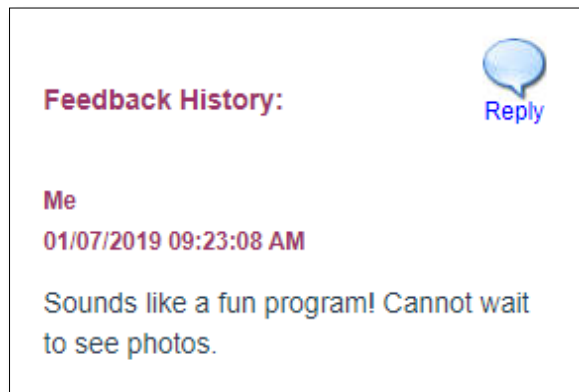 Feedback History:
Reply
Me
01/07/2019 09:23:08 AM
Sounds like a fun program! Cannot wait
to see photos.